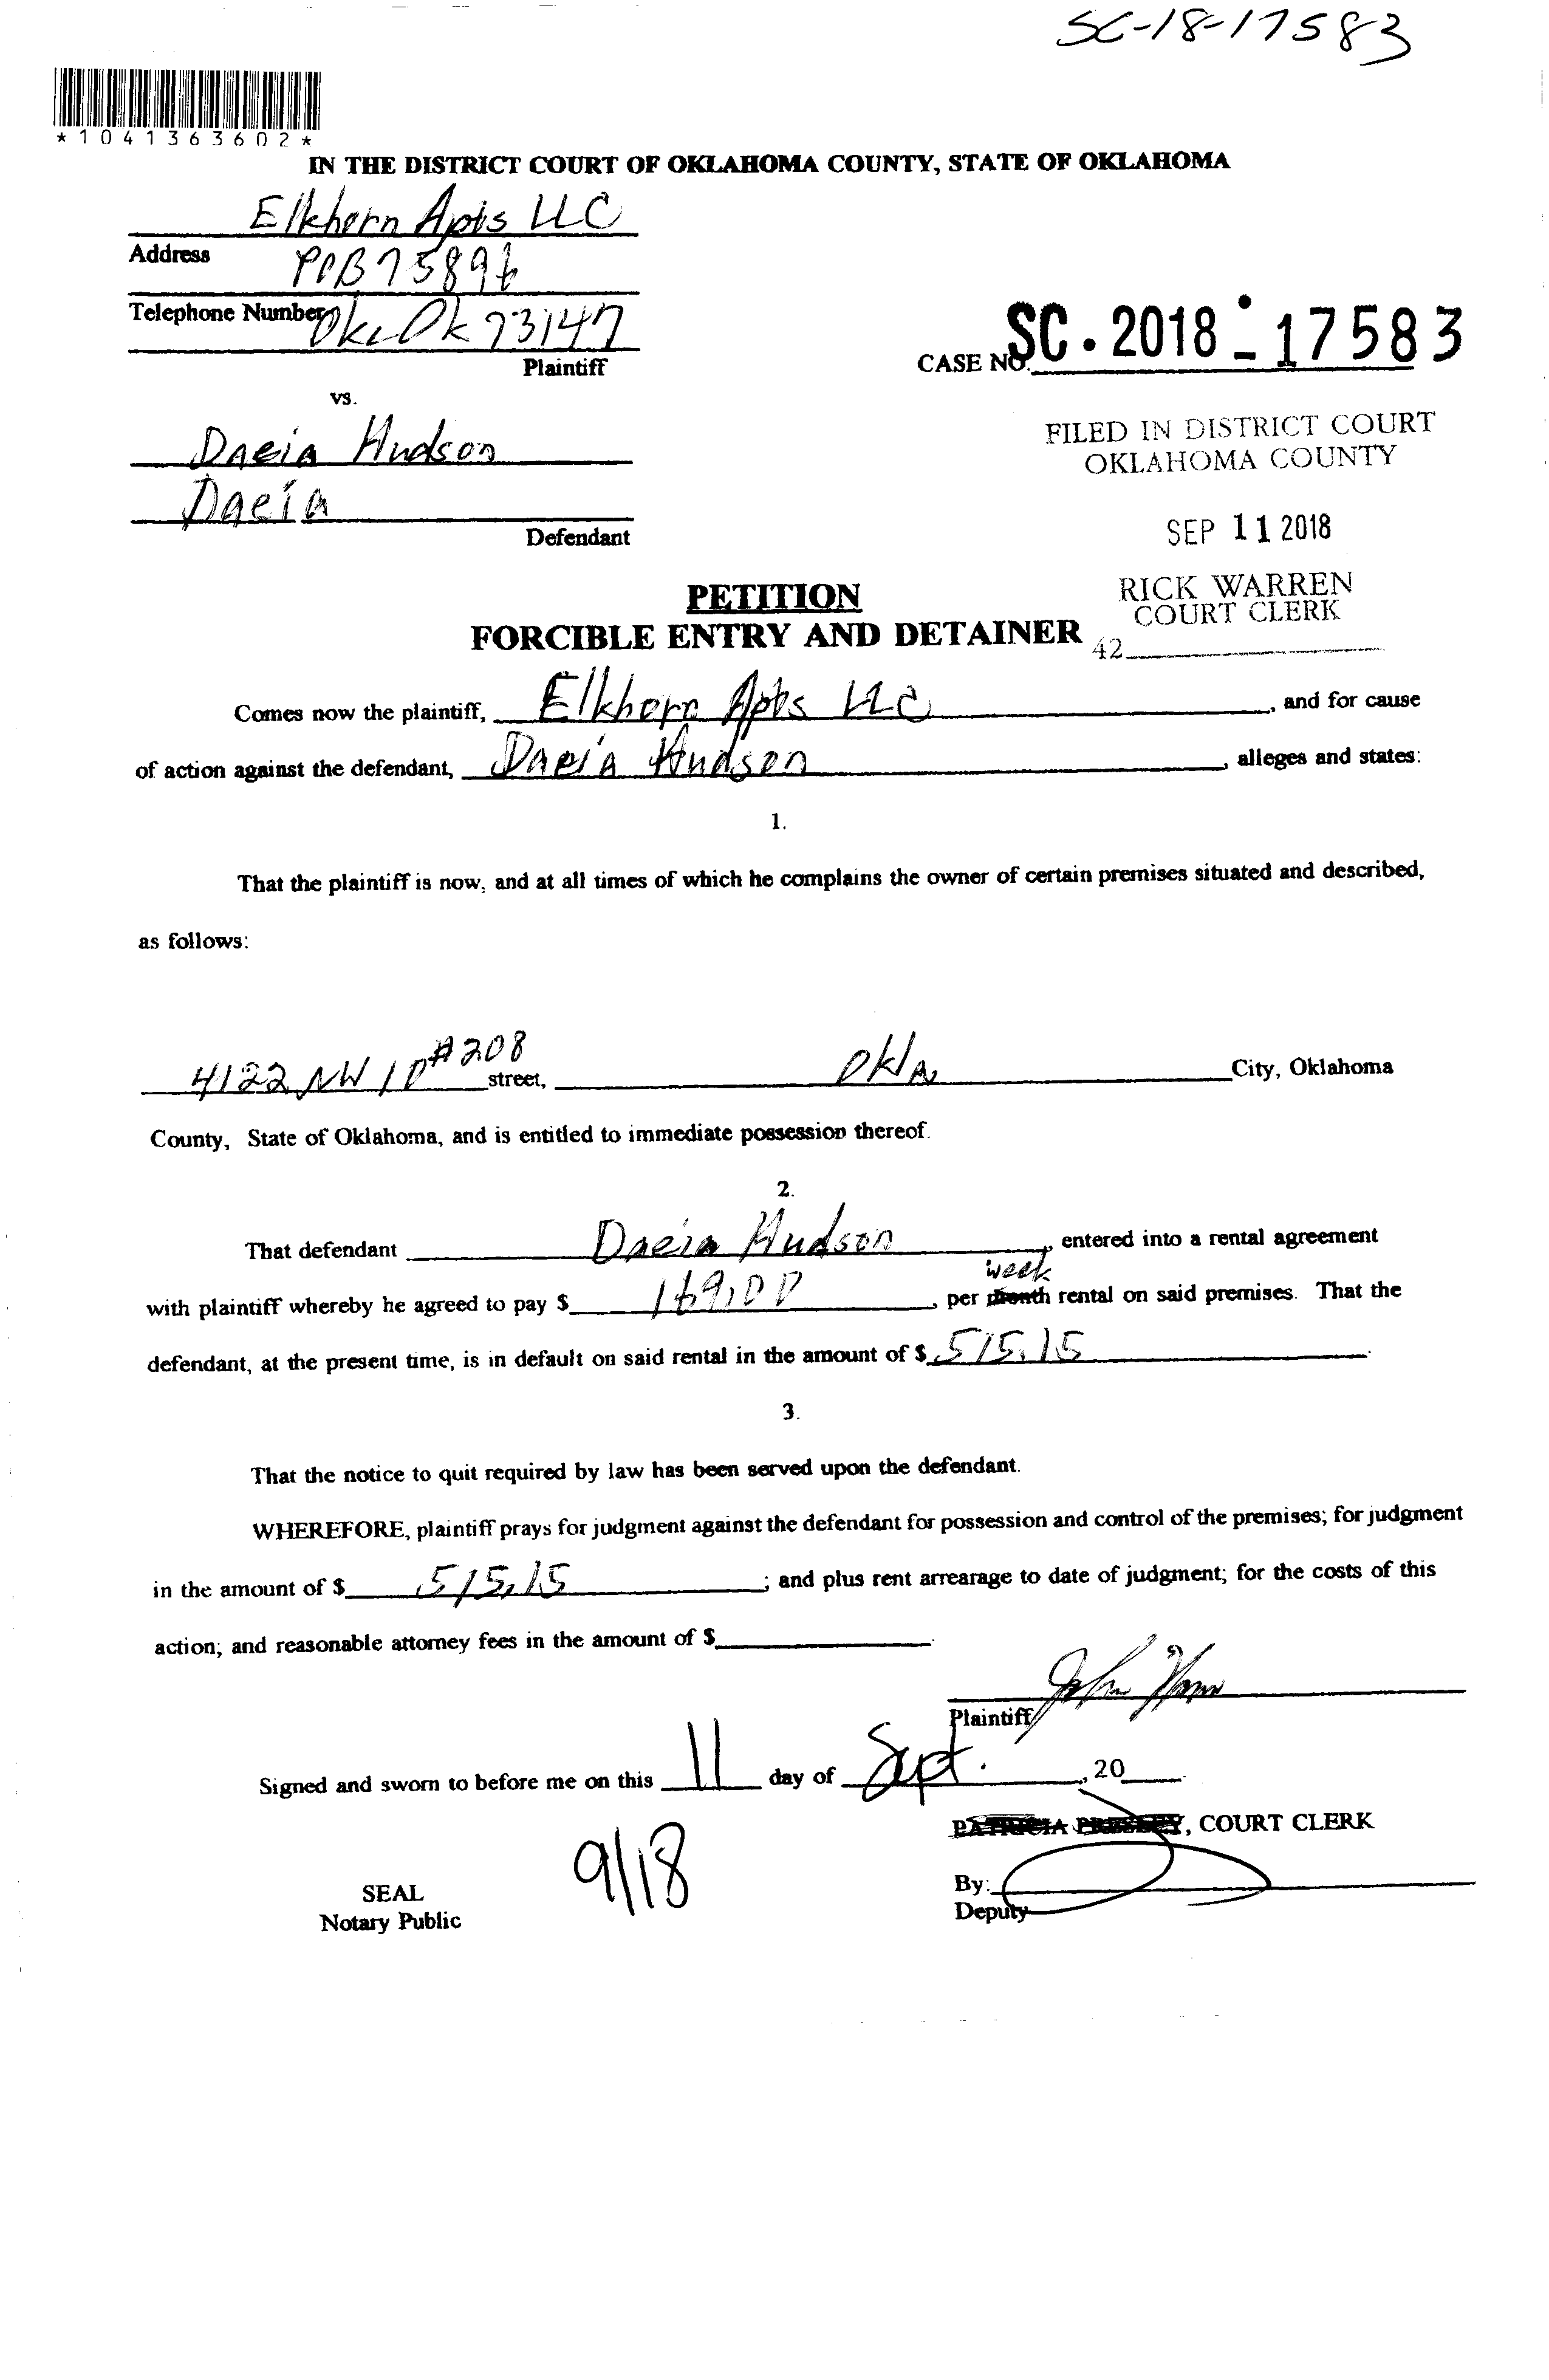 SC-18-17583
*1041363602*
IN THE DISTRICT COURT OF OKLAHOMA COUNTY, STATE OF OKLAHOMA
Elkhorn Apts LLC
Address POB 75896
Telephone Number Okc Ok 73147
Plaintiff
CASE NO. SC-2018-17583
vs.
Daeia Hudson
Daeia
Defendant
FILED IN DISTRICT COURT
OKLAHOMA COUNTY
SEP 11 2018
RICK WARREN
COURT CLERK
42
PETITION
FORCIBLE ENTRY AND DETAINER
Comes now the plaintiff, Elkhorn Apts LLC, and for cause
of action against the defendant, Daeia Hudson, alleges and states:
1.
That the plaintiff is now, and at all times of which he complains the owner of certain premises situated and described,
as follows:
4122 NW 10 #208 street, Okla, City, Oklahoma
County, State of Oklahoma, and is entitled to immediate possession thereof.
2.
That defendant Daeia Hudson, entered into a rental agreement
week
with plaintiff whereby he agreed to pay $ 169.00, per month rental on said premises. That the
defendant, at the present time, is in default on said rental in the amount of $ 515.15.
3.
That the notice to quit required by law has been served upon the defendant.
WHEREFORE, plaintiff prays for judgment against the defendant for possession and control of the premises; for judgment
in the amount of $ 515.15; and plus rent arrearage to date of judgment; for the costs of this
action; and reasonable attorney fees in the amount of $
Plaintiff John
Signed and sworn to before me on this 11 day of Sept., 20
PATRICIA PRESLEY, COURT CLERK
9/18
SEAL
Notary Public
By:
Deputy